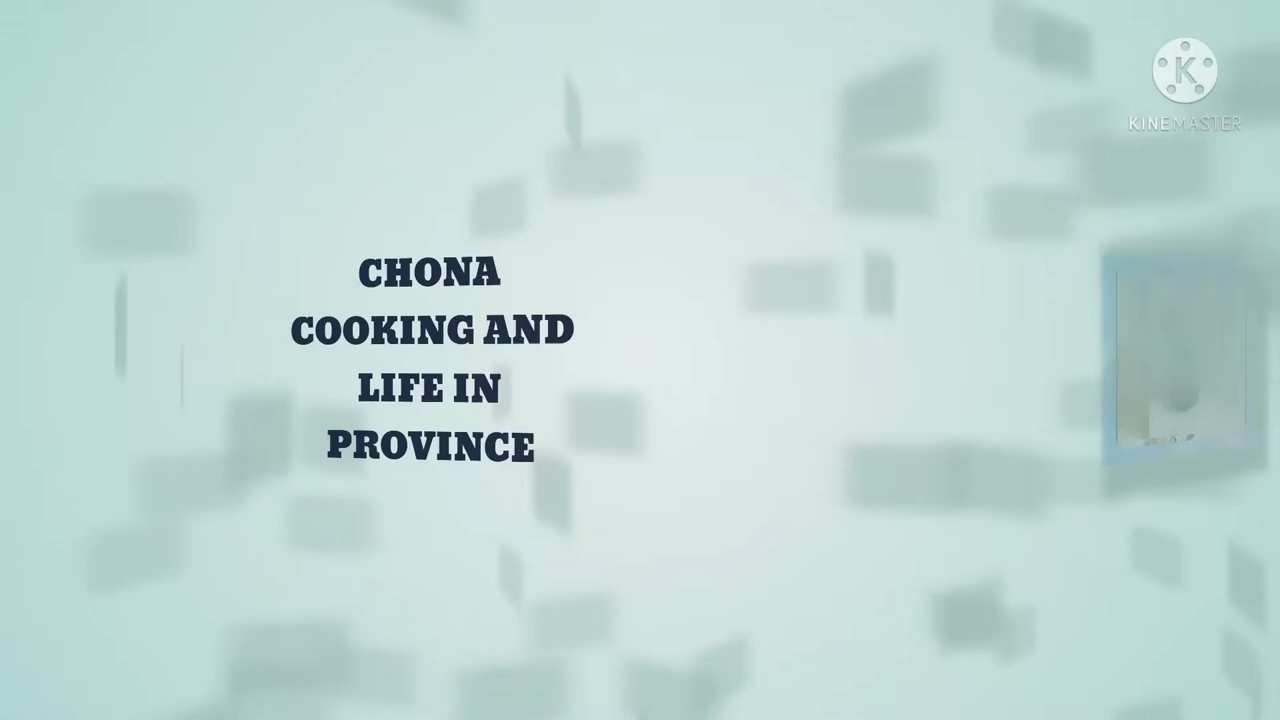 CHONA
COOKING AND
LIFE IN
PROVINCE
K
KINEMASTER